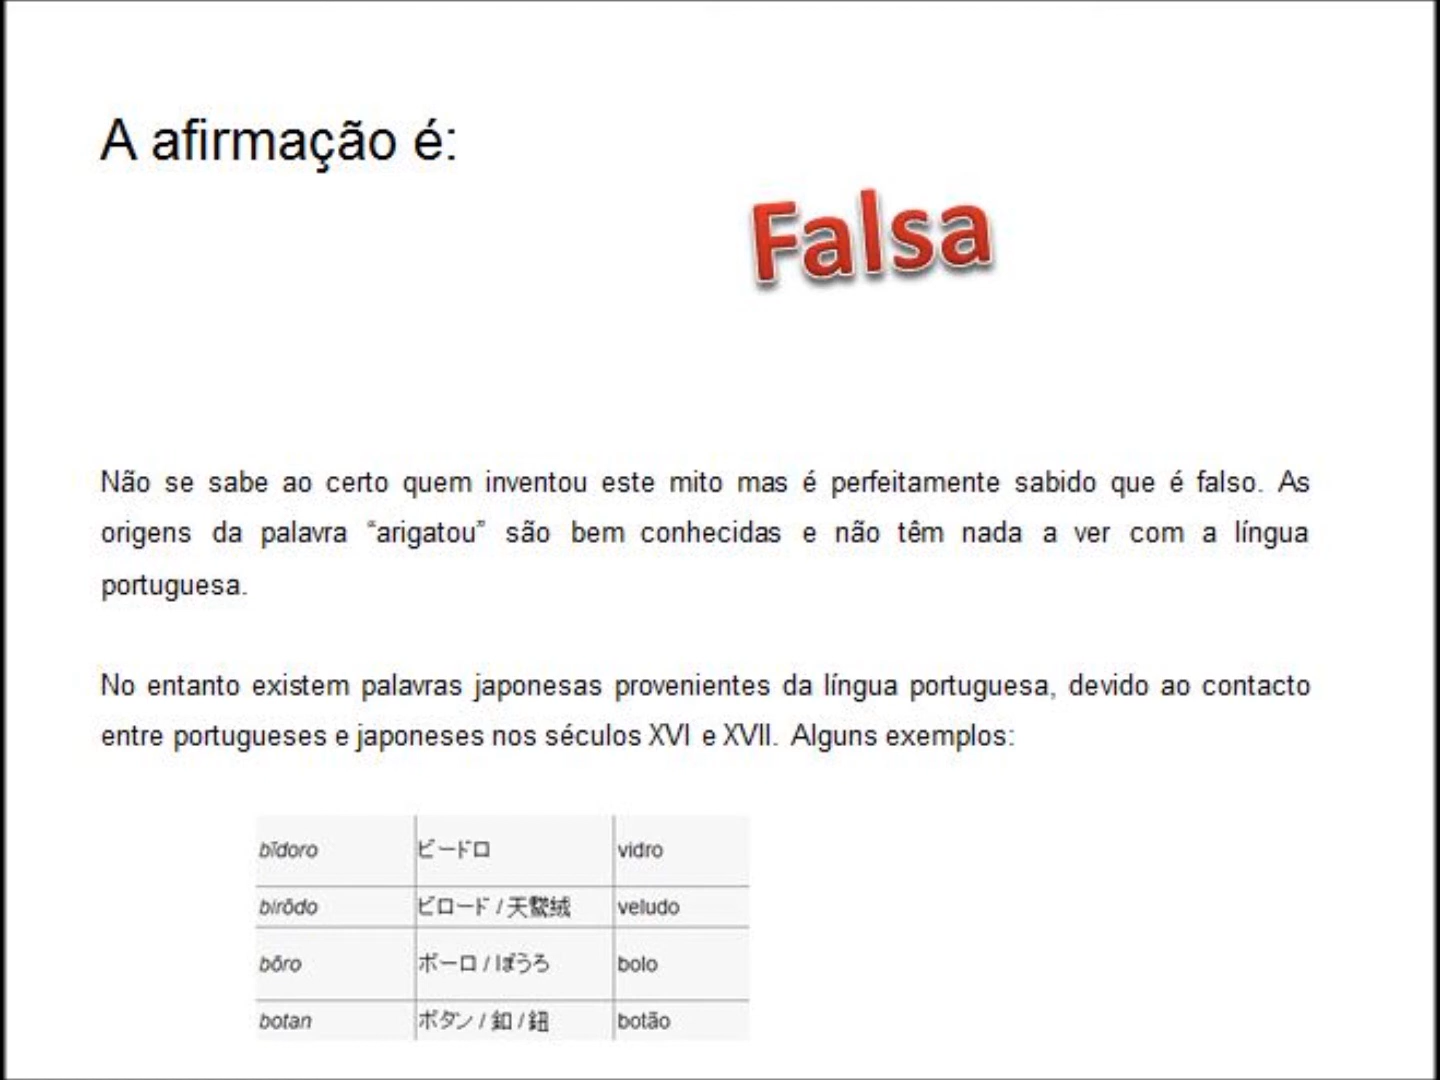 A afirmação é:
Falsa
Não se sabe ao certo quem inventou este mito mas é perfeitamente sabido que é falso. As
origens da palavra “arigatou” são bem conhecidas e não têm nada a ver com a língua
portuguesa.
No entanto existem palavras japonesas provenientes da língua portuguesa, devido ao contacto
entre portugueses e japoneses nos séculos XVI e XVII. Alguns exemplos:
bīdoro ビードロ vidro
birōdo ビロード / 天鵞絨 veludo
bōro ボーロ / ぼうろ bolo
botan ボタン / 釦 / 鈕 botão